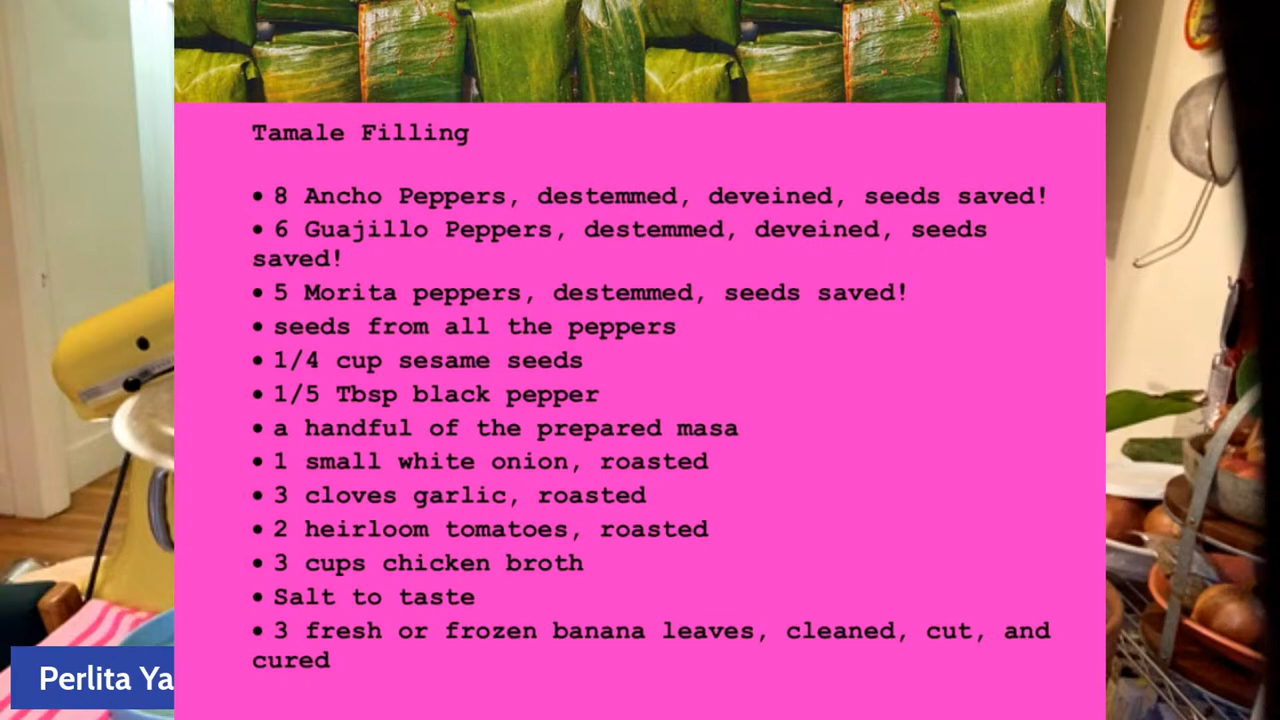 Tamale Filling
• 8 Ancho Peppers, destemmed, deveined, seeds saved!
• 6 Guajillo Peppers, destemmed, deveined, seeds
saved!
• 5 Morita peppers, destemmed, seeds saved!
• seeds from all the peppers
• 1/4 cup sesame seeds
• 1/5 Tbsp black pepper
• a handful of the prepared masa
• 1 small white onion, roasted
• 3 cloves garlic, roasted
• 2 heirloom tomatoes, roasted
• 3 cups chicken broth
• Salt to taste
• 3 fresh or frozen banana leaves, cleaned, cut, and
cured
Perlita Ya